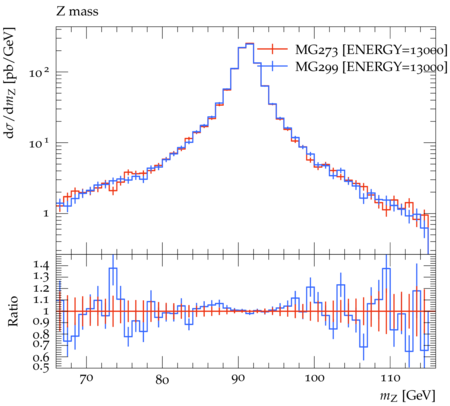 Z mass
dσ/dm_Z [pb/GeV]
MG273 [ENERGY=13000]
MG299 [ENERGY=13000]
10^2
10^1
1
Ratio
1.4
1.3
1.2
1.1
1
0.9
0.8
0.7
0.6
0.5
70 80 90 100 110
m_Z [GeV]